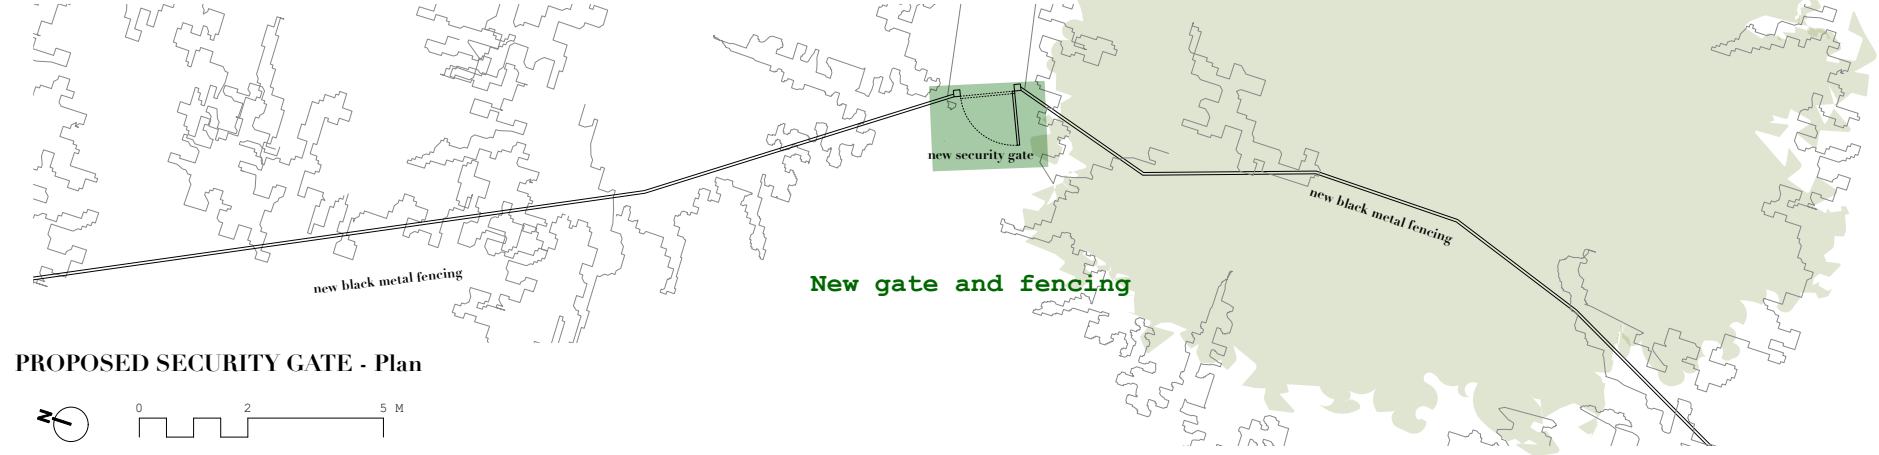 new security gate
new black metal fencing
new black metal fencing
New gate and fencing
PROPOSED SECURITY GATE - Plan
N
0 2 5 M